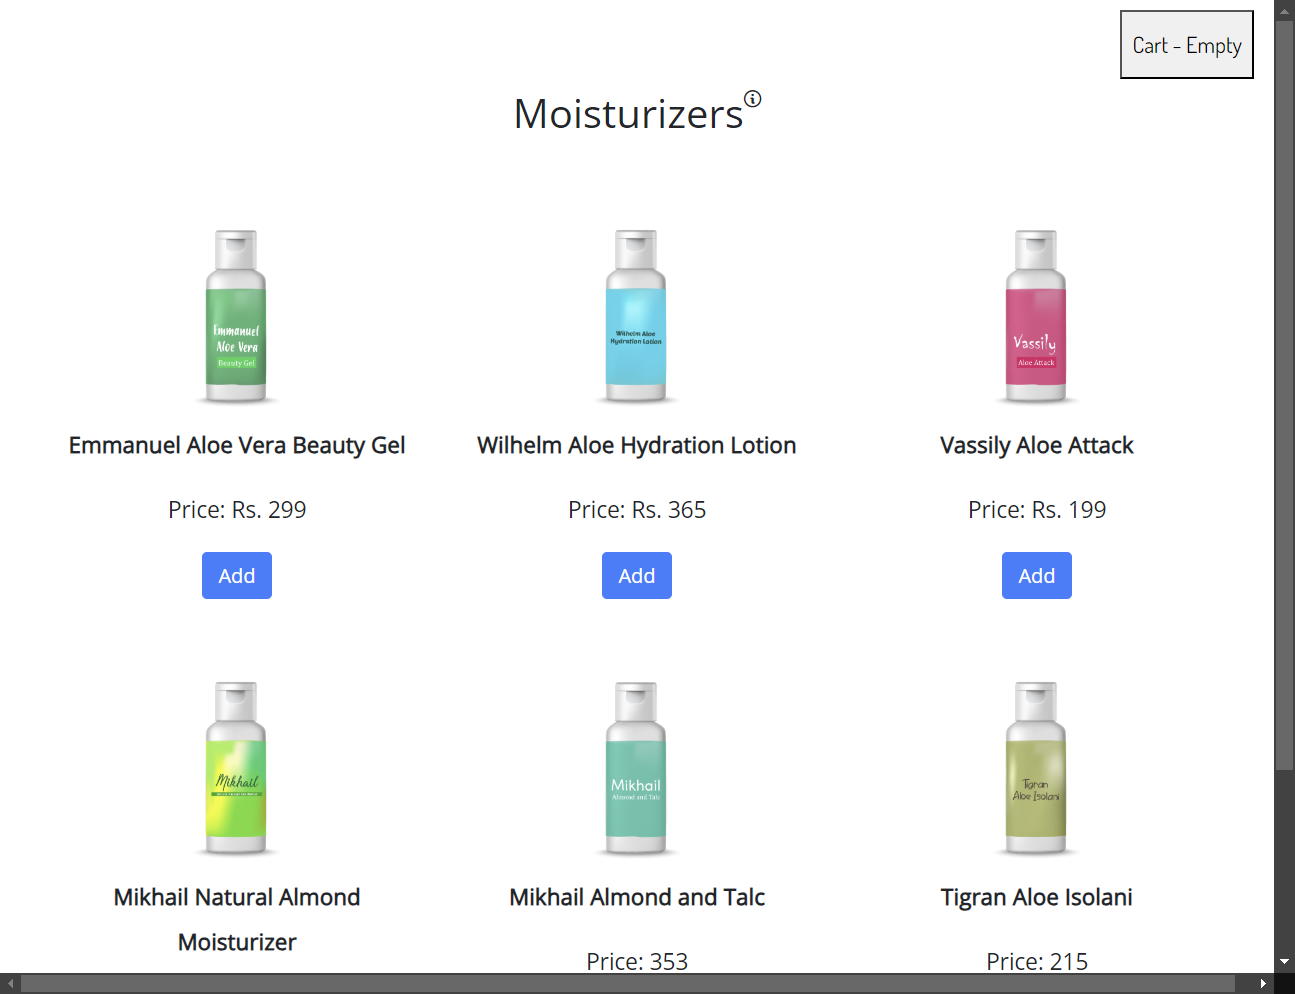 Cart - Empty
Moisturizers
Emmanuel
Aloe Vera
Beauty Gel
Wilhelm Aloe
Hydration Lotion
Vassily
Aloe Attack
Emmanuel Aloe Vera Beauty Gel
Wilhelm Aloe Hydration Lotion
Vassily Aloe Attack
Price: Rs. 299
Price: Rs. 365
Price: Rs. 199
Add
Add
Add
Mikhail
Mikhail
Almond and Talc
Tigran
Aloe Isolani
Mikhail Natural Almond
Moisturizer
Mikhail Almond and Talc
Tigran Aloe Isolani
Price: 353
Price: 215